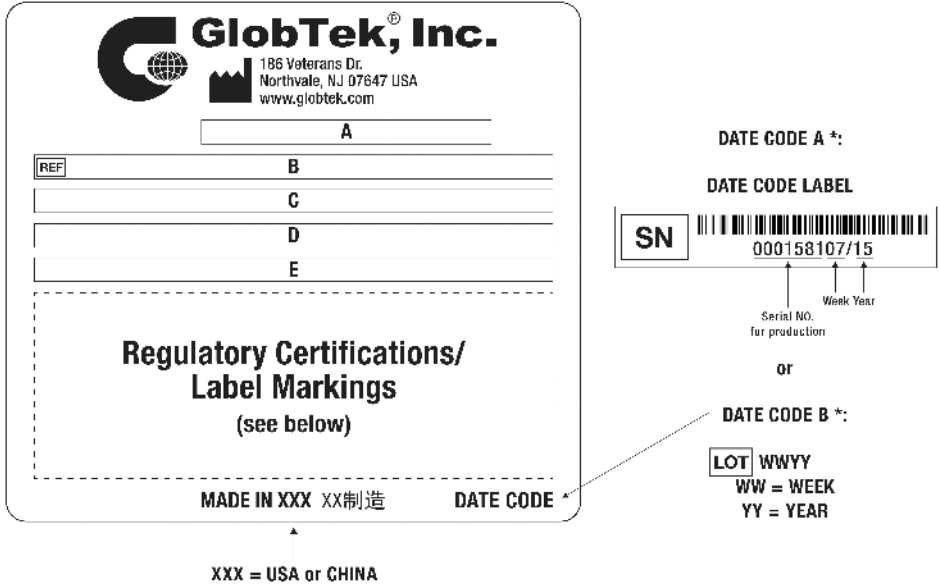 GlobTek,® Inc.
186 Veterans Dr.
Northvale, NJ 07647 USA
www.globtek.com
A
REF B
C
D
E
Regulatory Certifications/
Label Markings
(see below)
MADE IN XXX XX制造 DATE CODE
XXX = USA or CHINA
DATE CODE A *:
DATE CODE LABEL
SN
000158107/15
Week Year
Serial NO.
for production
or
DATE CODE B *:
LOT WWYY
WW = WEEK
YY = YEAR